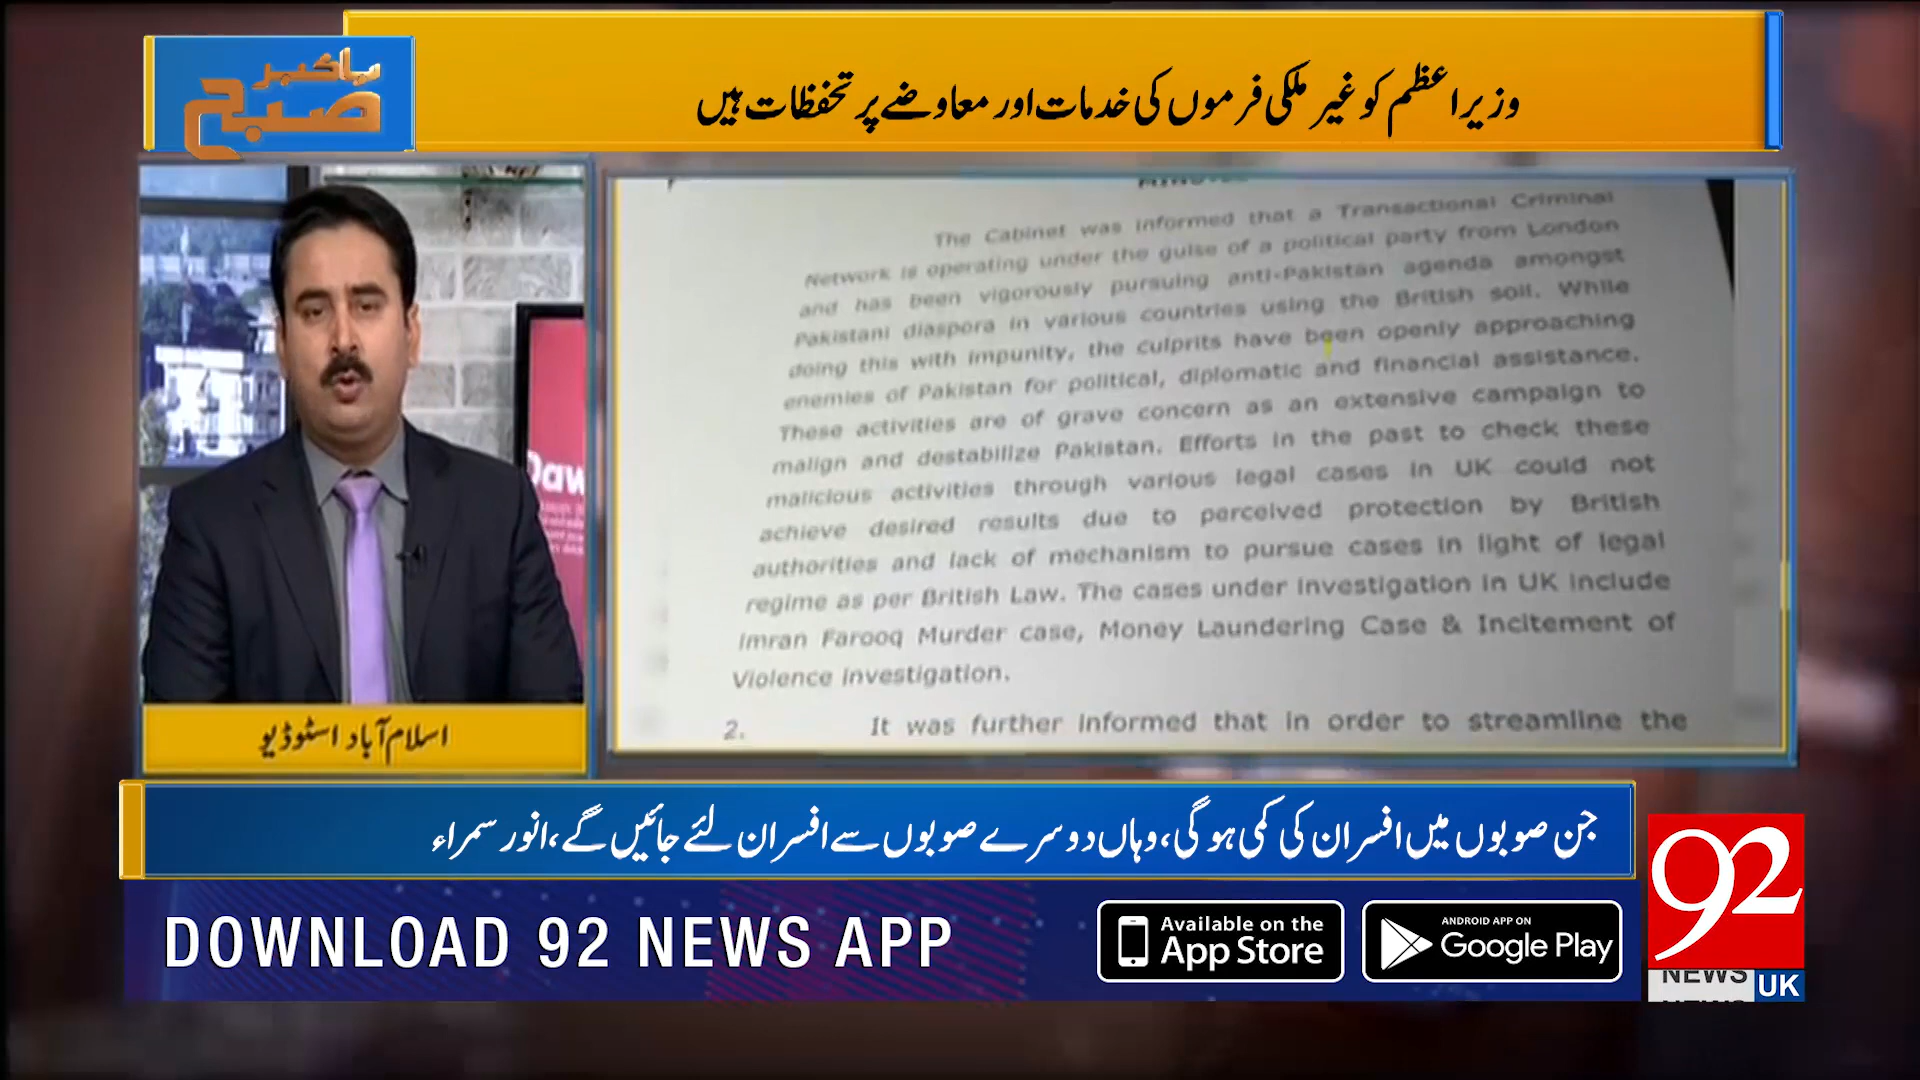 وزیراعظم کو غیر ملکی فرموں کی خدمات اور معاوضے پر تحفظات ہیں
باخبر
صبح
The Cabinet was informed that a Transactional Criminal
Network is operating under the guise of a political party from London
and has been vigorously pursuing anti-Pakistan agenda amongst
Pakistani diaspora in various countries using the British soil. While
doing this with impunity, the culprits have been openly approaching
enemies of Pakistan for political, diplomatic and financial assistance.
These activities are of grave concern as an extensive campaign to
malign and destabilize Pakistan. Efforts in the past to check these
malicious activities through various legal cases in UK could not
achieve desired results due to perceived protection by British
authorities and lack of mechanism to pursue cases in light of legal
regime as per British Law. The cases under investigation in UK include
Imran Farooq Murder case, Money Laundering Case & Incitement of
Violence investigation.
2. It was further informed that in order to streamline the
Daw
اسلام آباد اسٹوڈیو
جن صوبوں میں افسران کی کمی ہوگی، وہاں دوسرے صوبوں سے افسران لئے جائیں گے، انور سمراء
DOWNLOAD 92 NEWS APP
Available on the
App Store
ANDROID APP ON
Google Play
92
NEWS
UK